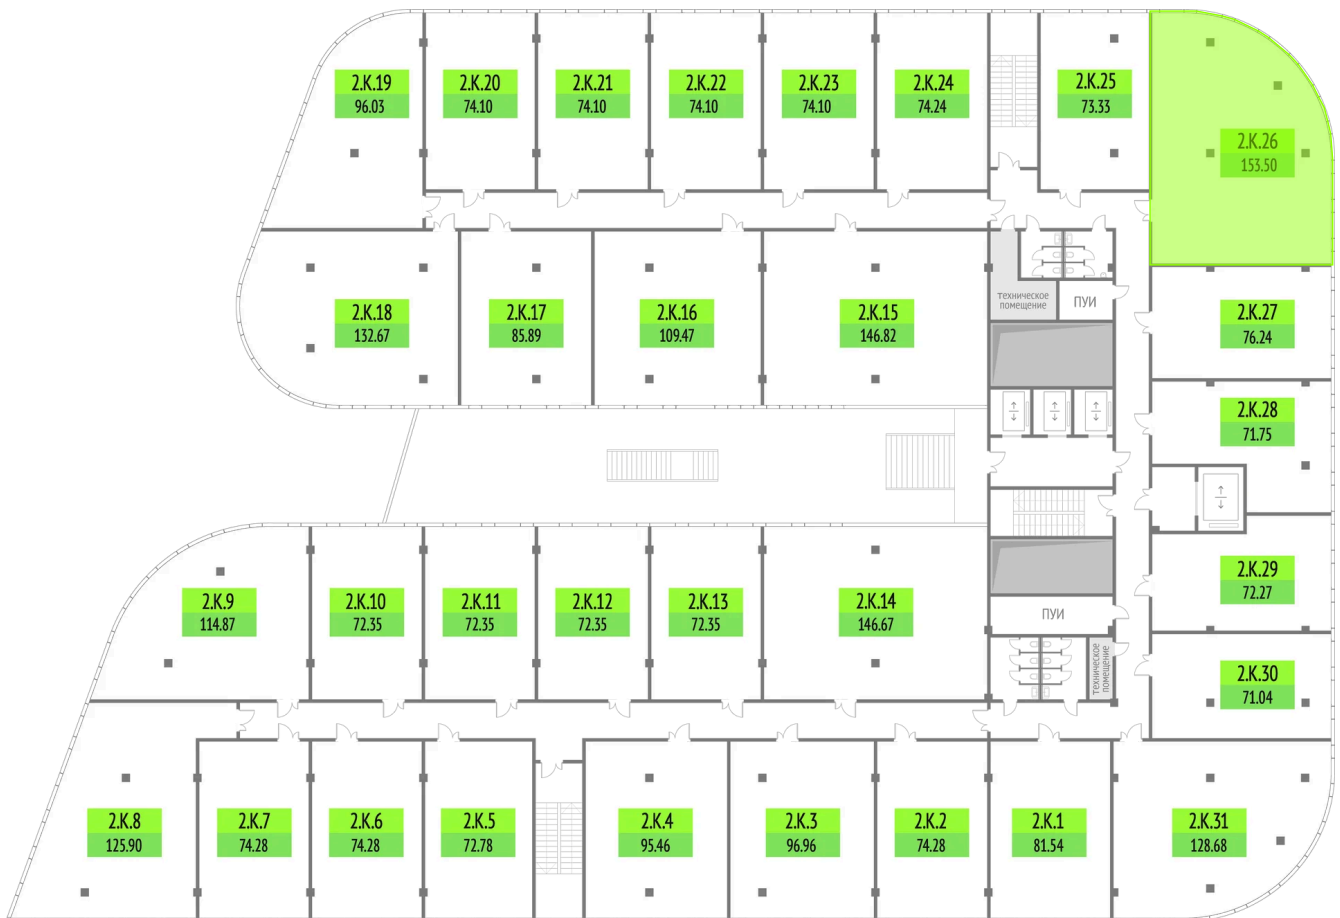 2.K.19
96.03
2.K.20
74.10
2.K.21
74.10
2.K.22
74.10
2.K.23
74.10
2.K.24
74.24
2.K.25
73.33
2.K.26
153.50
2.K.18
132.67
2.K.17
85.89
2.K.16
109.47
2.K.15
146.82
техническое
помещение
ПУИ
2.K.27
76.24
2.K.28
71.75
2.K.9
114.87
2.K.10
72.35
2.K.11
72.35
2.K.12
72.35
2.K.13
72.35
2.K.14
146.67
ПУИ
техническое
помещение
2.K.29
72.27
2.K.30
71.04
2.K.8
125.90
2.K.7
74.28
2.K.6
74.28
2.K.5
72.78
2.K.4
95.46
2.K.3
96.96
2.K.2
74.28
2.K.1
81.54
2.K.31
128.68